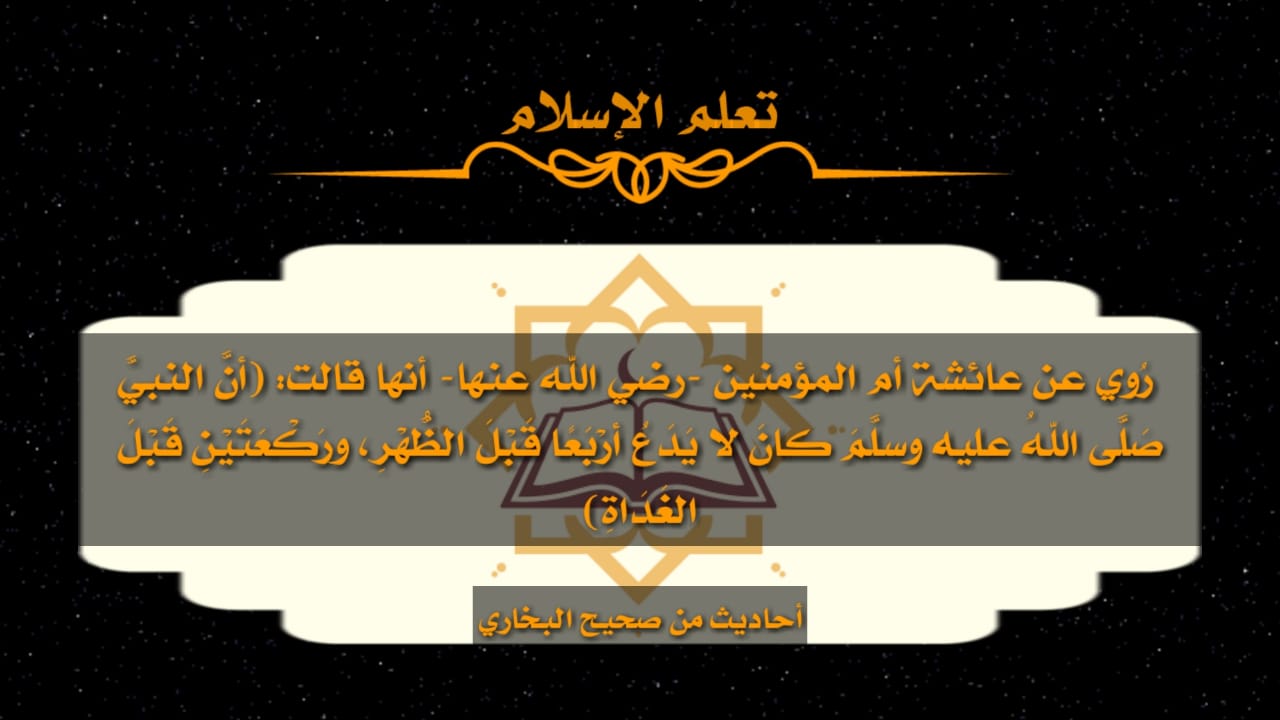 تعلم الإسلام
رُوي عن عائشة أم المؤمنين -رضي الله عنها- أنها قالت: (أنَّ النبيَّ
صَلَّى اللهُ عليه وسلَّمَ كانَ لا يَدَعُ أرْبَعًا قَبْلَ الظُّهْرِ، ورَكْعَتَيْنِ قَبْلَ
الغَدَاةِ)
أحاديث من صحيح البخاري